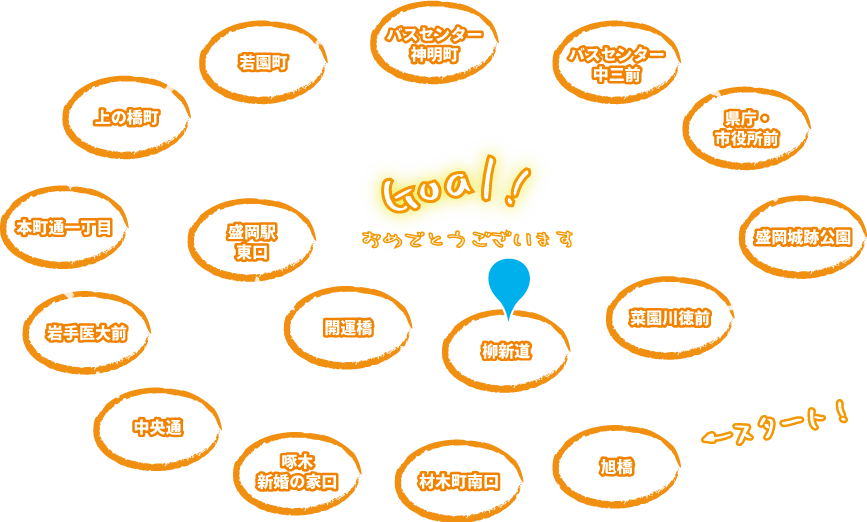 バスセンター
神明町
若園町
バスセンター
中三前
上の橋町
県庁・
市役所前
Goal!
本町通一丁目
盛岡駅
東口
おめでとうございます
盛岡城跡公園
岩手医大前
開運橋
柳新道
菜園川徳前
中央通
←スタート!
啄木
新婚の家口
材木町南口
旭橋